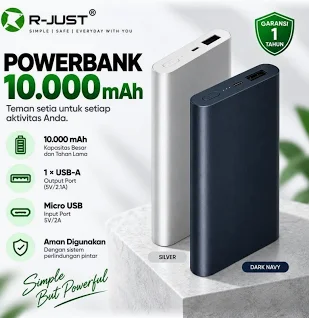 R-JUST
SIMPLE | SAFE | EVERYDAY WITH YOU
GARANSI
1
TAHUN
POWERBANK
10.000 mAh
Teman setia untuk setiap
aktivitas Anda.
10.000 mAh
Kapasitas Besar
dan Tahan Lama
1 × USB-A
Output Port
(5V/2.1A)
Micro USB
Input Port
5V/2A
Aman Digunakan
Dengan sistem
perlindungan pintar
Simple
But Powerful
SILVER
DARK NAVY